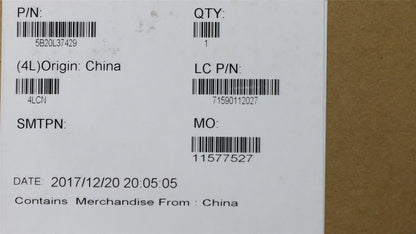 P/N:
QTY:
5B20L37429
1
(4L)Origin: China
LC P/N:
4LCN
71590112027
SMTPN:
MO:
11577527
DATE: 2017/12/20 20:05:05
Contains Merchandise From : China